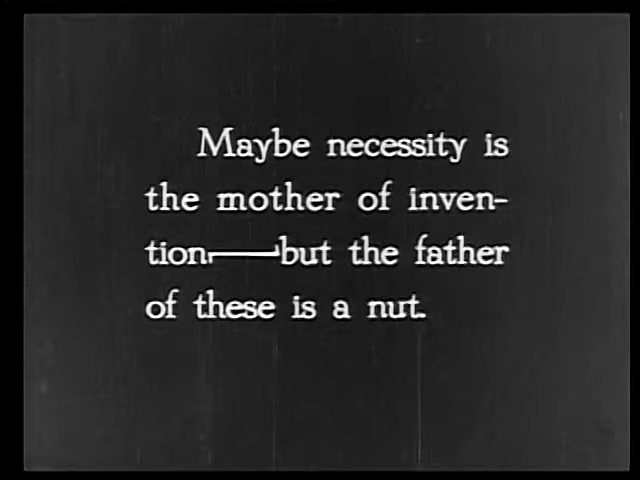 Maybe necessity is
the mother of inven-
tion—but the father
of these is a nut.